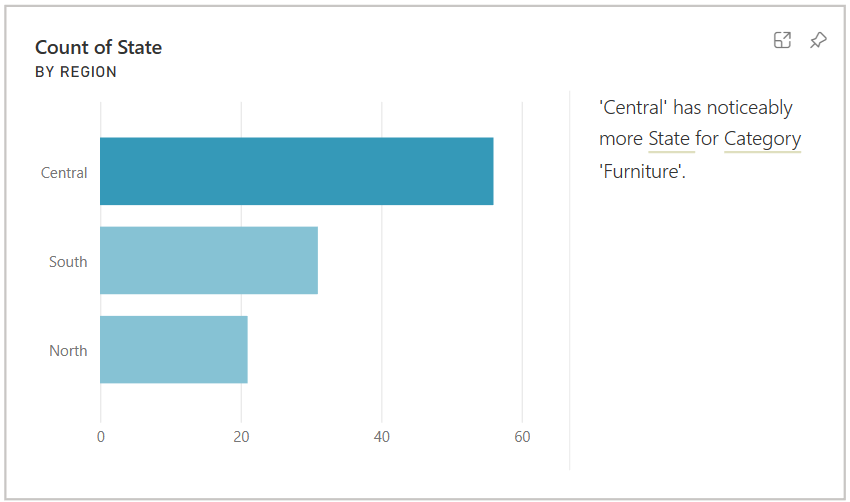 Count of State
BY REGION
'Central' has noticeably
more State for Category
'Furniture'.
Central
South
North
0 20 40 60